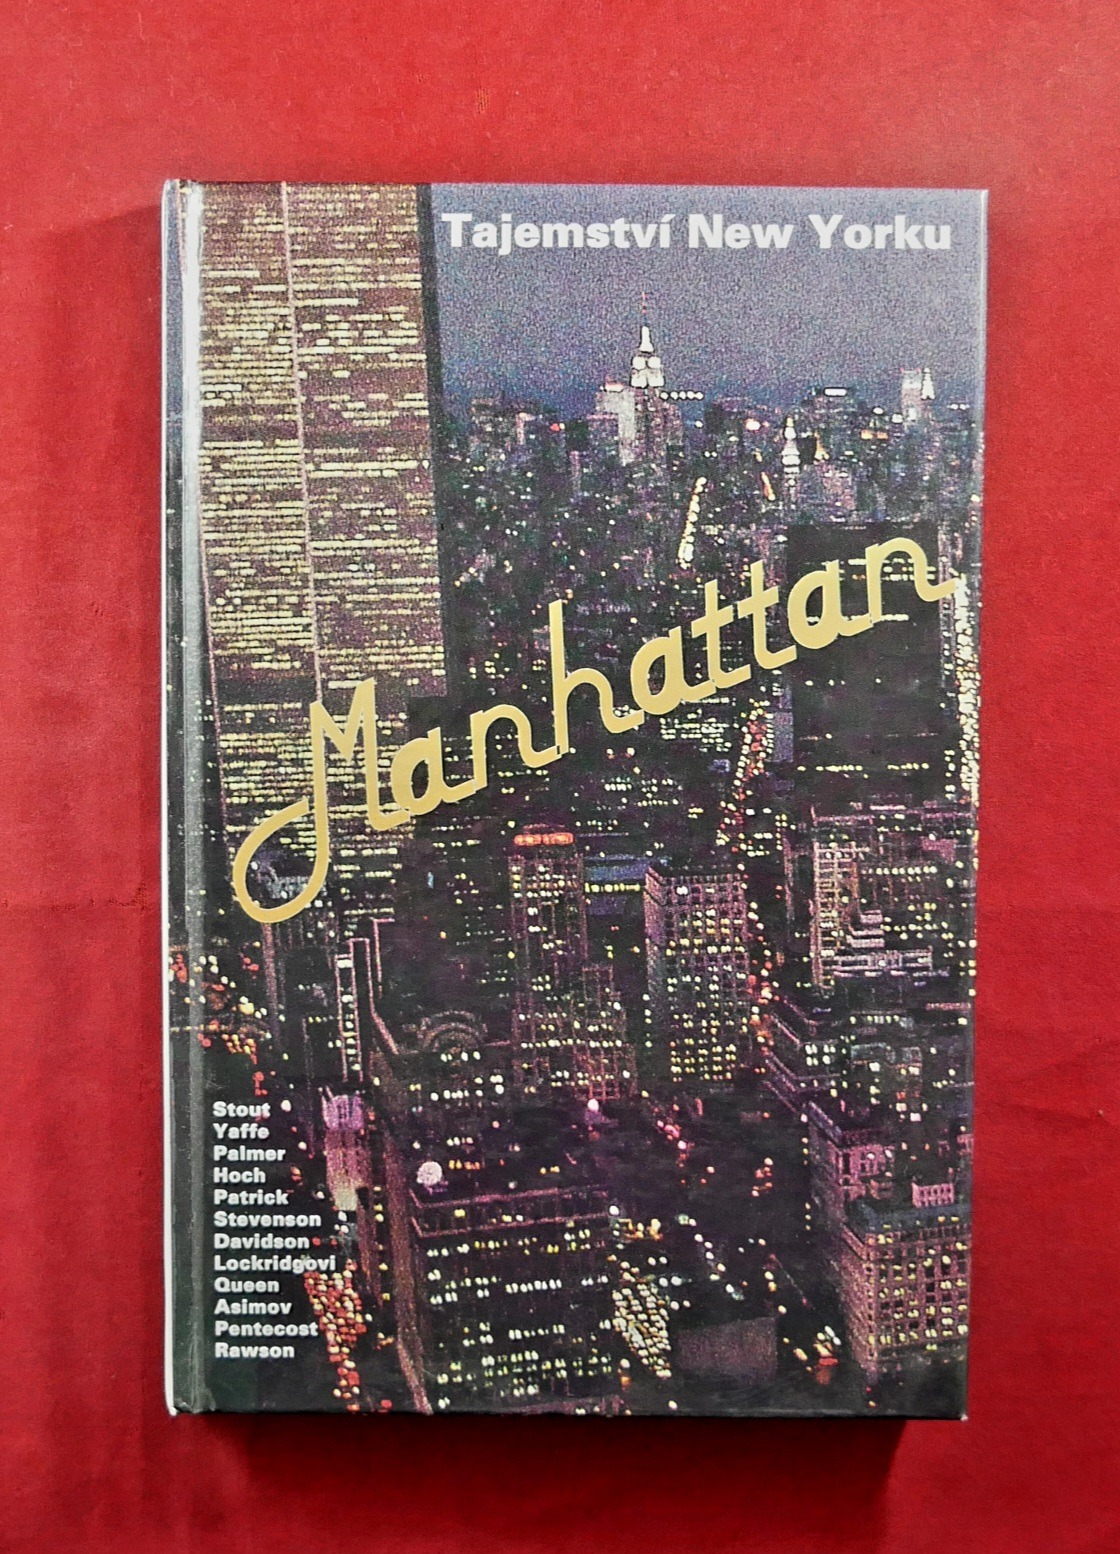 Tajemství New Yorku
Manhattan
Stout
Yaffe
Palmer
Hoch
Patrick
Stevenson
Davidson
Lockridgovi
Queen
Asimov
Pentecost
Rawson